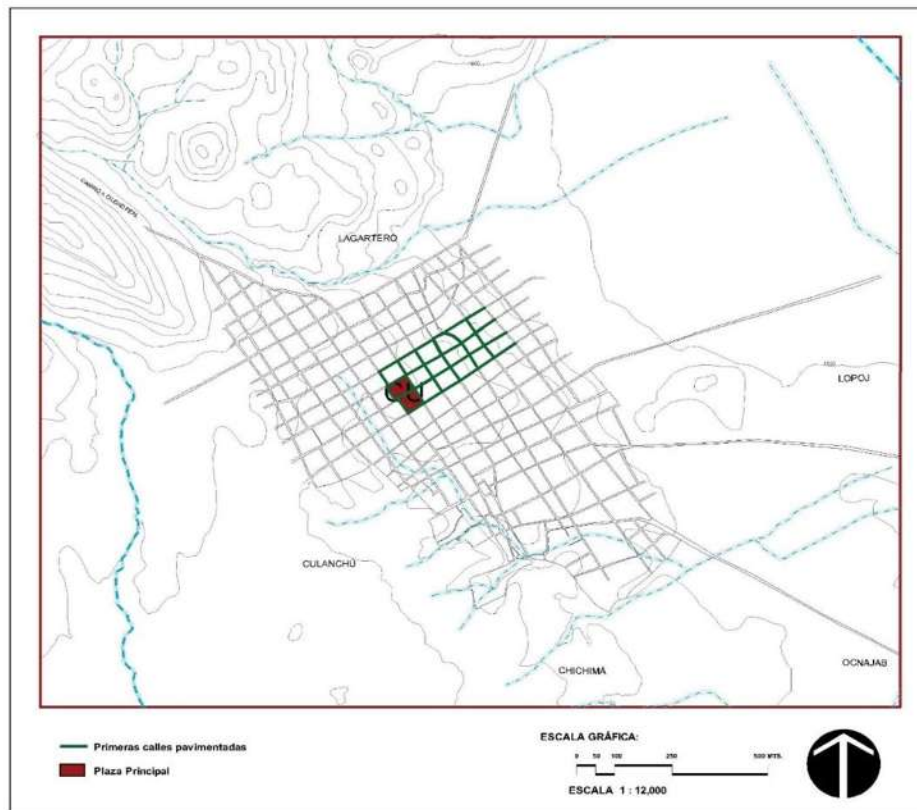 LAGARTERO
LOPOJ
CULANCHÚ
CHICHIMÁ
OCNAJAB
Primeras calles pavimentadas
Plaza Principal
ESCALA GRÁFICA:
0 50 100 250 500 MTS.
ESCALA 1 : 12,000